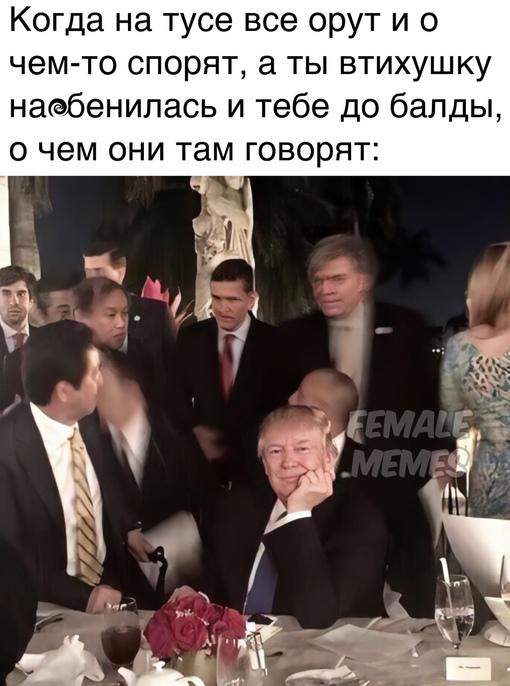 Когда на тусе все орут и о
чем-то спорят, а ты втихушку
на бенилась и тебе до балды,
о чем они там говорят:
FEMALE
MEMES